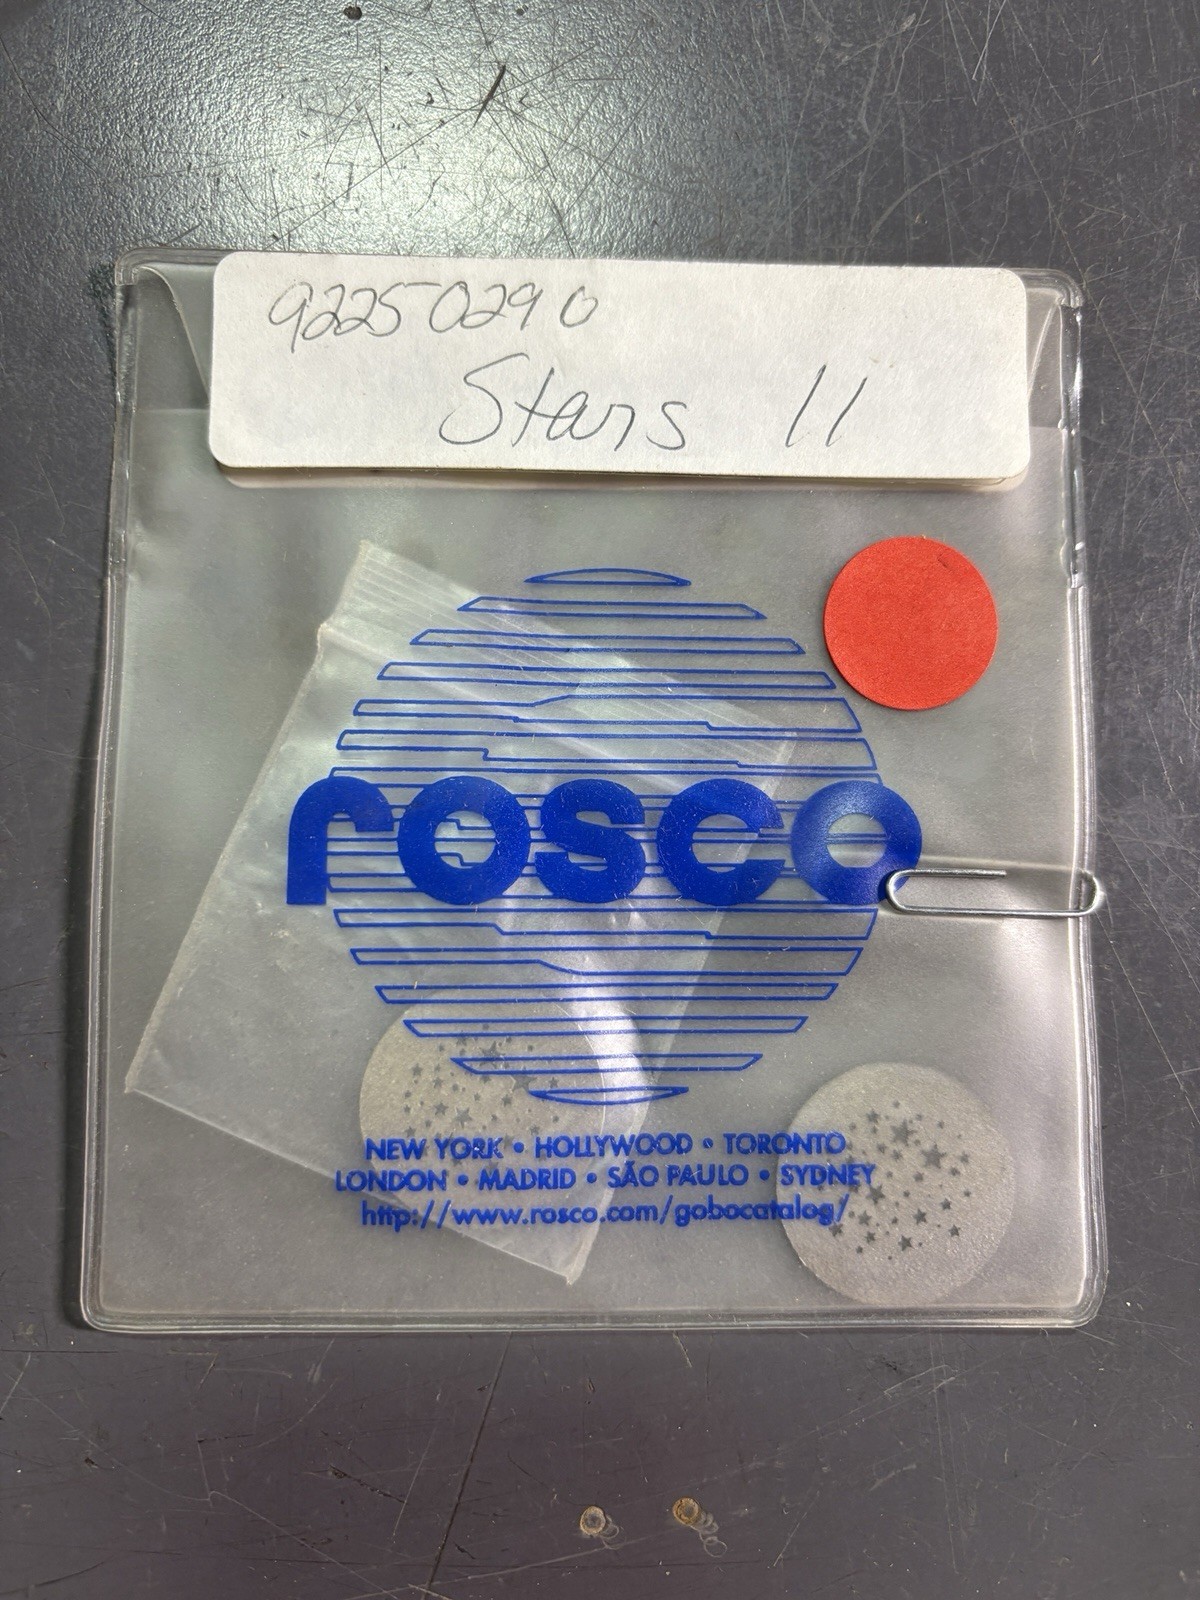 92250290
Stars 11
rosco
NEW YORK • HOLLYWOOD • TORONTO
LONDON • MADRID • SÃO PAULO • SYDNEY
http://www.rosco.com/gobocatalog/